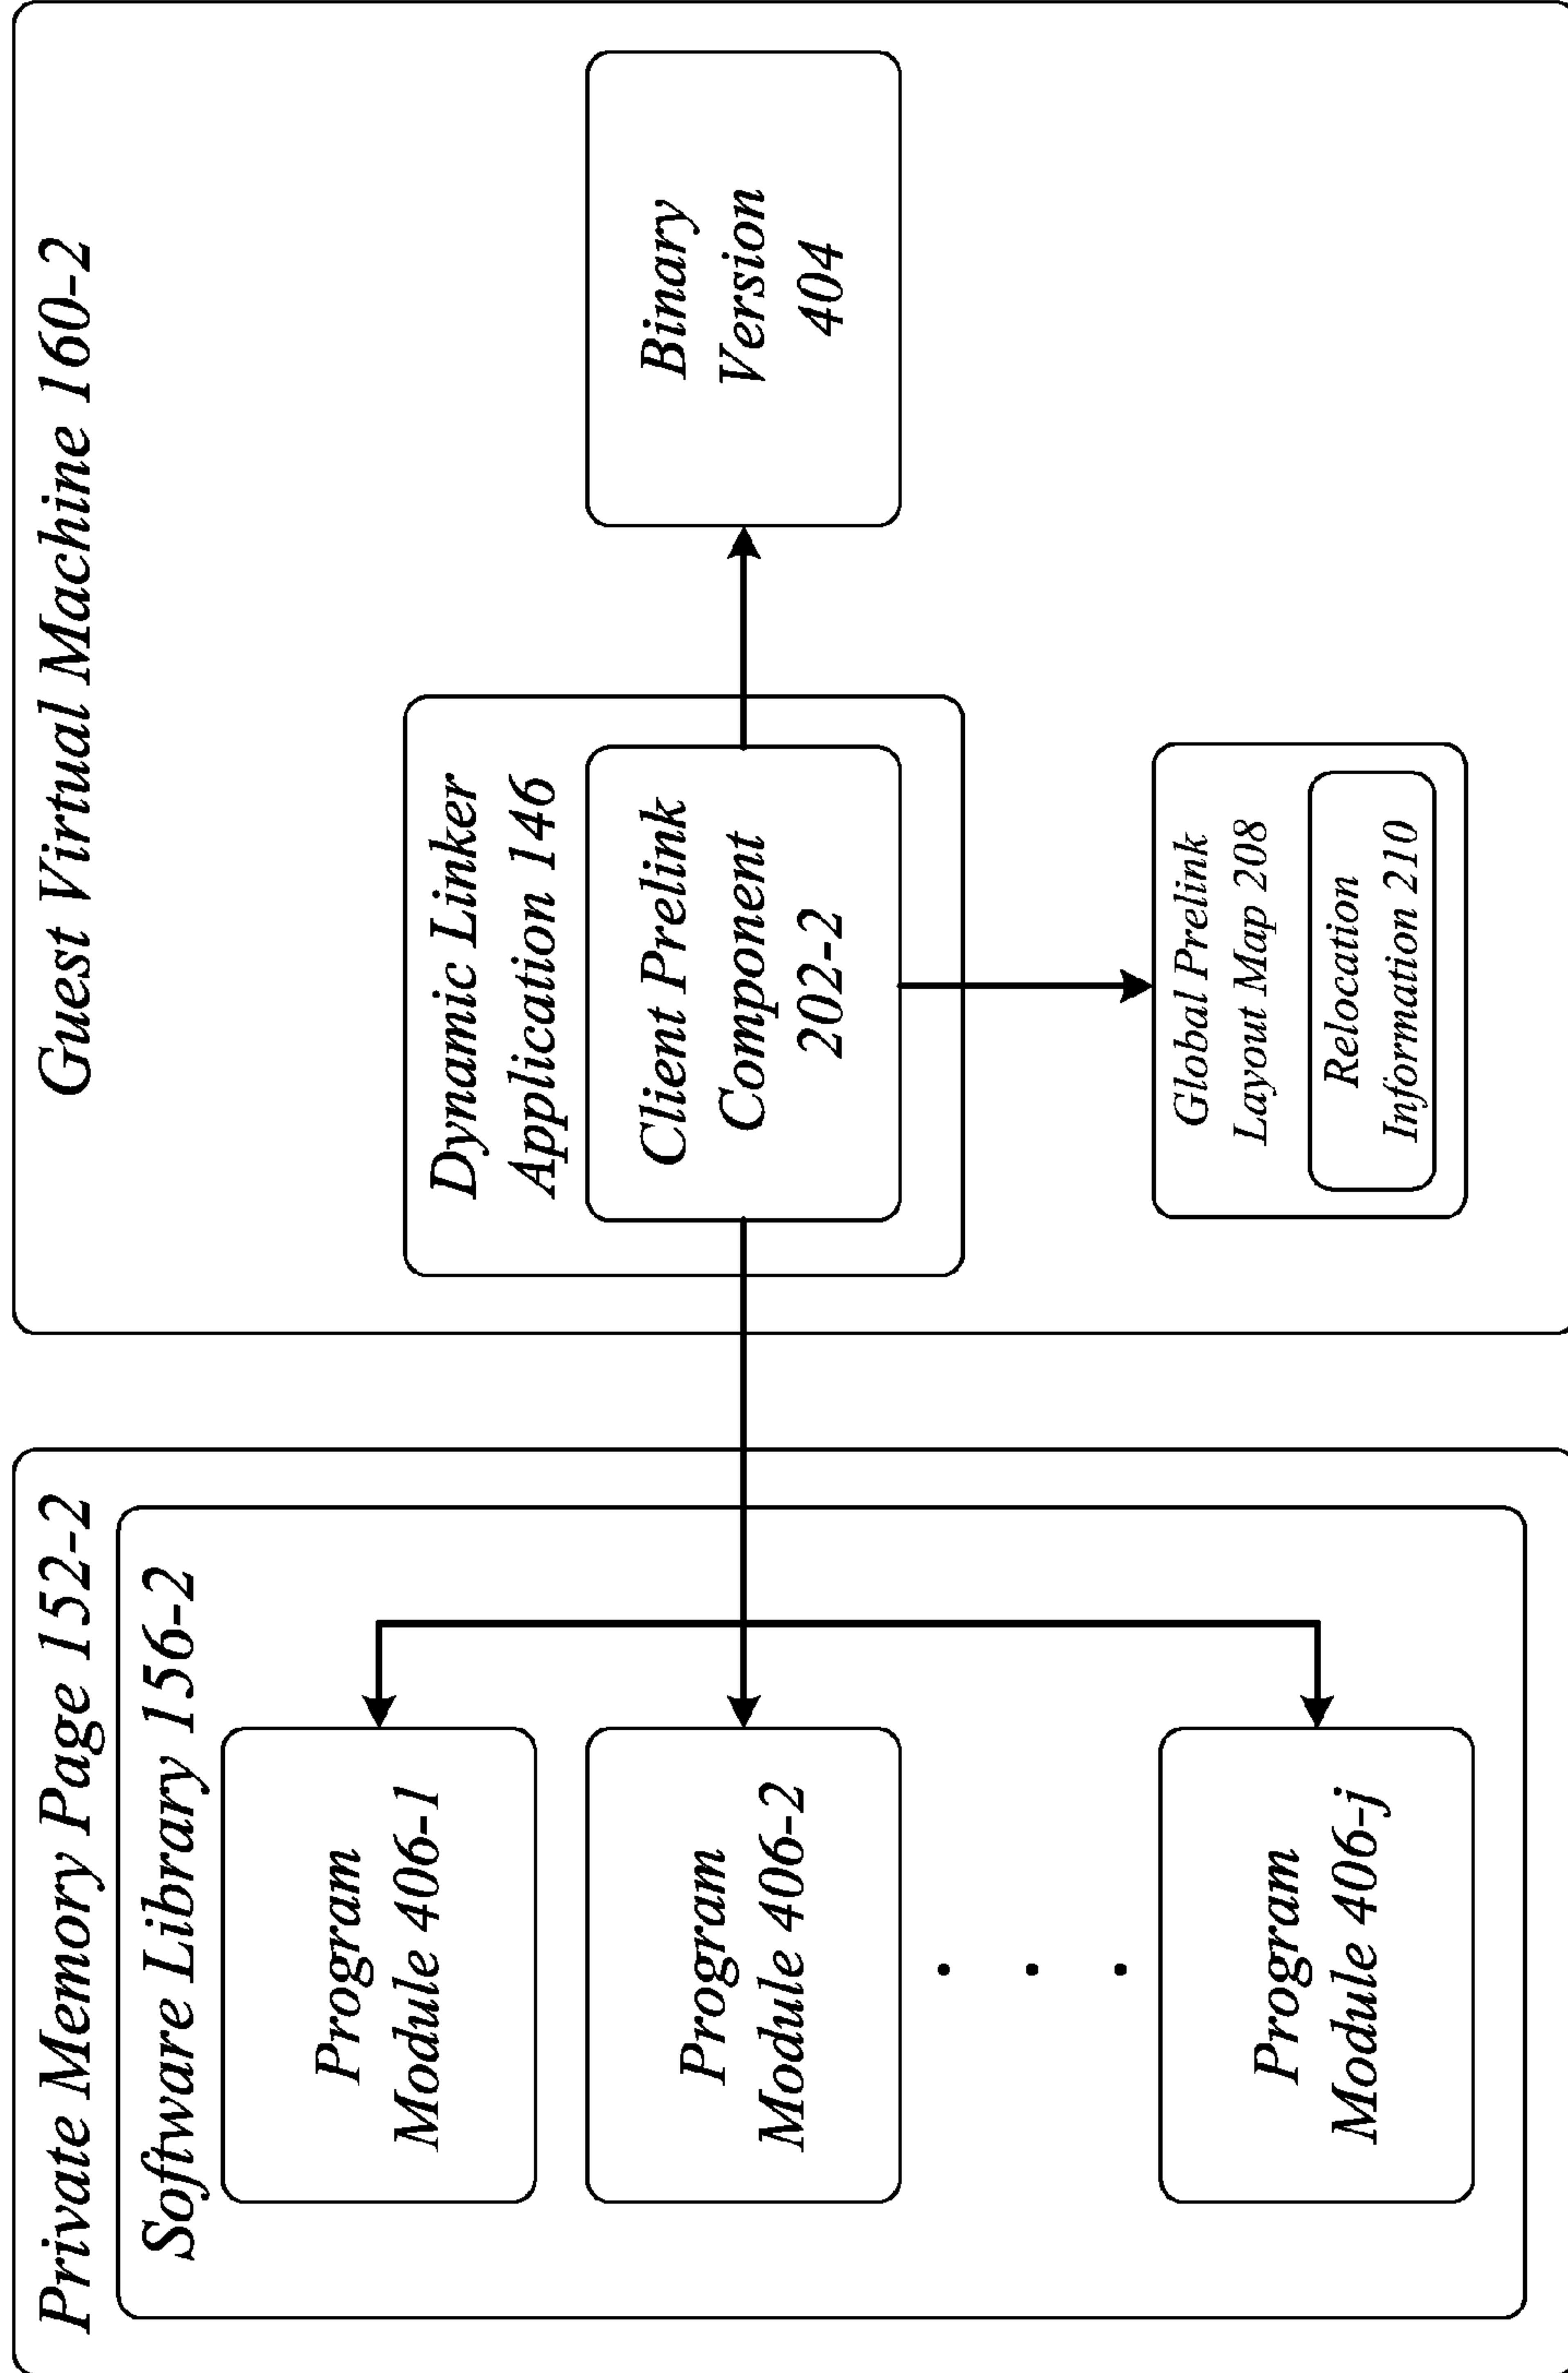 Private Memory Page 152-2
Software Library 156-2
Program
Module 406-1
Program
Module 406-2
. . .
Program
Module 406-j
Guest Virtual Machine 160-2
Dynamic Linker
Application 146
Client Prelink
Component
202-2
Binary
Version
404
Global Prelink
Layout Map 208
Relocation
Information 210